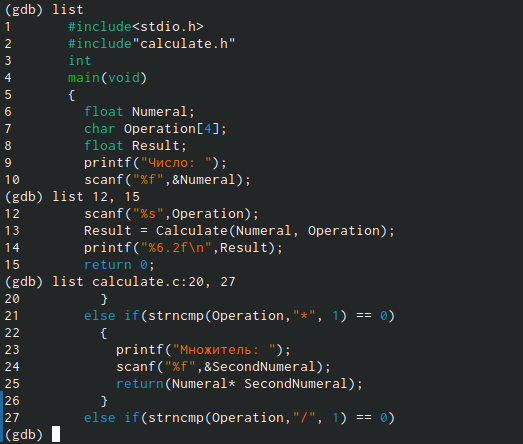 (gdb) list
1       #include<stdio.h>
2       #include"calculate.h"
3       int
4       main(void)
5       {
6         float Numeral;
7         char Operation[4];
8         float Result;
9         printf("Число: ");
10        scanf("%f",&Numeral);
(gdb) list 12, 15
12        scanf("%s",Operation);
13        Result = Calculate(Numeral, Operation);
14        printf("%6.2f\n",Result);
15        return 0;
(gdb) list calculate.c:20, 27
20          }
21        else if(strncmp(Operation,"*", 1) == 0)
22          {
23            printf("Множитель: ");
24            scanf("%f",&SecondNumeral);
25            return(Numeral* SecondNumeral);
26          }
27        else if(strncmp(Operation,"/", 1) == 0)
(gdb)